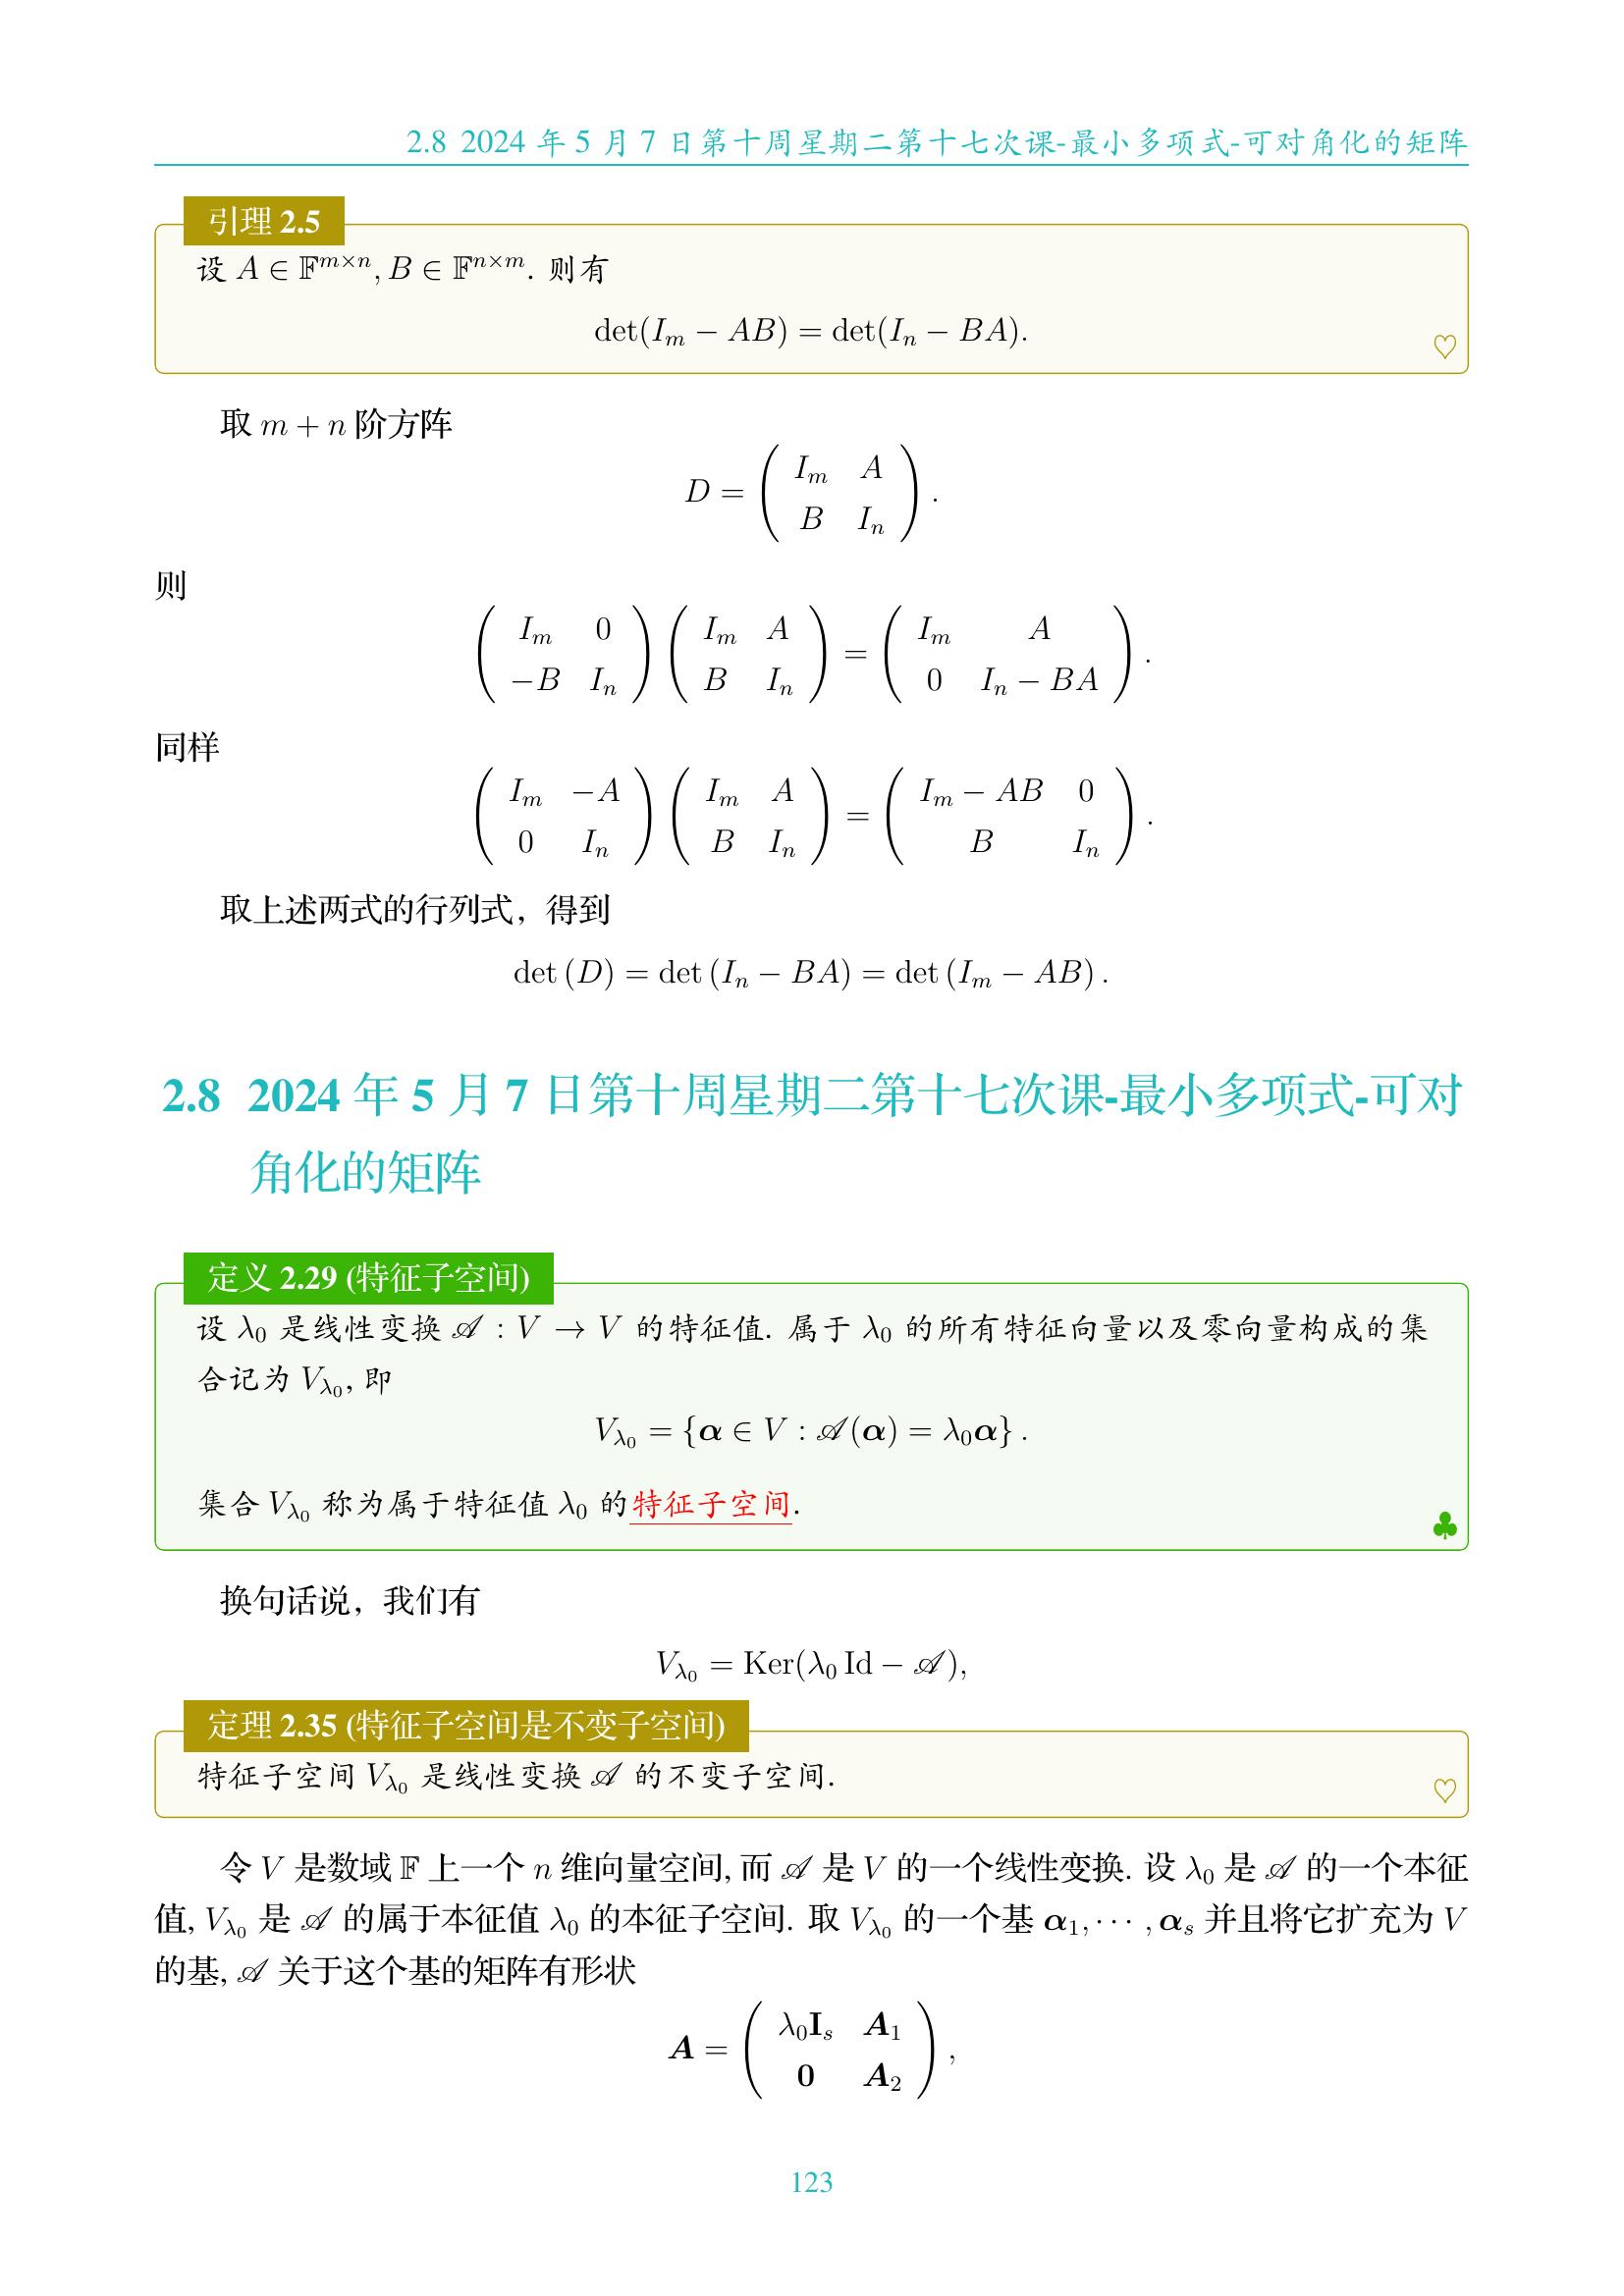 2.8 2024 年 5 月 7 日第十周星期二第十七次课-最小多项式-可对角化的矩阵
引理 2.5
设 $A \in \mathbb{F}^{m\times n}, B \in \mathbb{F}^{n\times m}$. 则有
$\det(I_m - AB) = \det(I_n - BA).$
♡
取 $m + n$ 阶方阵
$D = \begin{pmatrix} I_m & A \\ B & I_n \end{pmatrix}.$
则
$\begin{pmatrix} I_m & 0 \\ -B & I_n \end{pmatrix} \begin{pmatrix} I_m & A \\ B & I_n \end{pmatrix} = \begin{pmatrix} I_m & A \\ 0 & I_n - BA \end{pmatrix}.$
同样
$\begin{pmatrix} I_m & -A \\ 0 & I_n \end{pmatrix} \begin{pmatrix} I_m & A \\ B & I_n \end{pmatrix} = \begin{pmatrix} I_m - AB & 0 \\ B & I_n \end{pmatrix}.$
取上述两式的行列式，得到
$\det(D) = \det(I_n - BA) = \det(I_m - AB).$
2.8 2024 年 5 月 7 日第十周星期二第十七次课-最小多项式-可对
角化的矩阵
定义 2.29 (特征子空间)
设 $\lambda_0$ 是线性变换 $\mathscr{A} : V \to V$ 的特征值. 属于 $\lambda_0$ 的所有特征向量以及零向量构成的集
合记为 $V_{\lambda_0}$, 即
$V_{\lambda_0} = \{\boldsymbol{\alpha} \in V : \mathscr{A}(\boldsymbol{\alpha}) = \lambda_0 \boldsymbol{\alpha}\}.$
集合 $V_{\lambda_0}$ 称为属于特征值 $\lambda_0$ 的特征子空间.
♣
换句话说，我们有
$V_{\lambda_0} = \operatorname{Ker}(\lambda_0 \operatorname{Id} - \mathscr{A}),$
定理 2.35 (特征子空间是不变子空间)
特征子空间 $V_{\lambda_0}$ 是线性变换 $\mathscr{A}$ 的不变子空间.
♡
令 $V$ 是数域 $\mathbb{F}$ 上一个 $n$ 维向量空间, 而 $\mathscr{A}$ 是 $V$ 的一个线性变换. 设 $\lambda_0$ 是 $\mathscr{A}$ 的一个本征
值, $V_{\lambda_0}$ 是 $\mathscr{A}$ 的属于本征值 $\lambda_0$ 的本征子空间. 取 $V_{\lambda_0}$ 的一个基 $\boldsymbol{\alpha}_1, \cdots, \boldsymbol{\alpha}_s$ 并且将它扩充为 $V$
的基, $\mathscr{A}$ 关于这个基的矩阵有形状
$\boldsymbol{A} = \begin{pmatrix} \lambda_0 \mathbf{I}_s & \boldsymbol{A}_1 \\ \mathbf{0} & \boldsymbol{A}_2 \end{pmatrix},$
123